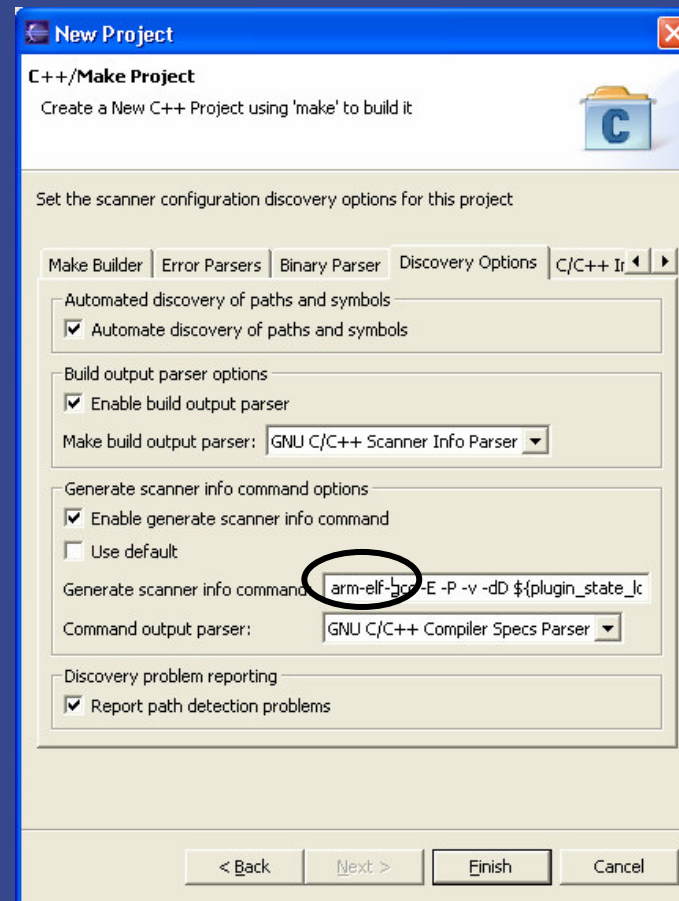 New Project
C++/Make Project
Create a New C++ Project using 'make' to build it
Set the scanner configuration discovery options for this project
Make Builder Error Parsers Binary Parser Discovery Options C/C++ In
Automated discovery of paths and symbols
Automate discovery of paths and symbols
Build output parser options
Enable build output parser
Make build output parser: GNU C/C++ Scanner Info Parser
Generate scanner info command options
Enable generate scanner info command
Use default
Generate scanner info command: arm-elf-gcc -E -P -v -dD ${plugin_state_lo
Command output parser: GNU C/C++ Compiler Specs Parser
Discovery problem reporting
Report path detection problems
< Back Next > Finish Cancel